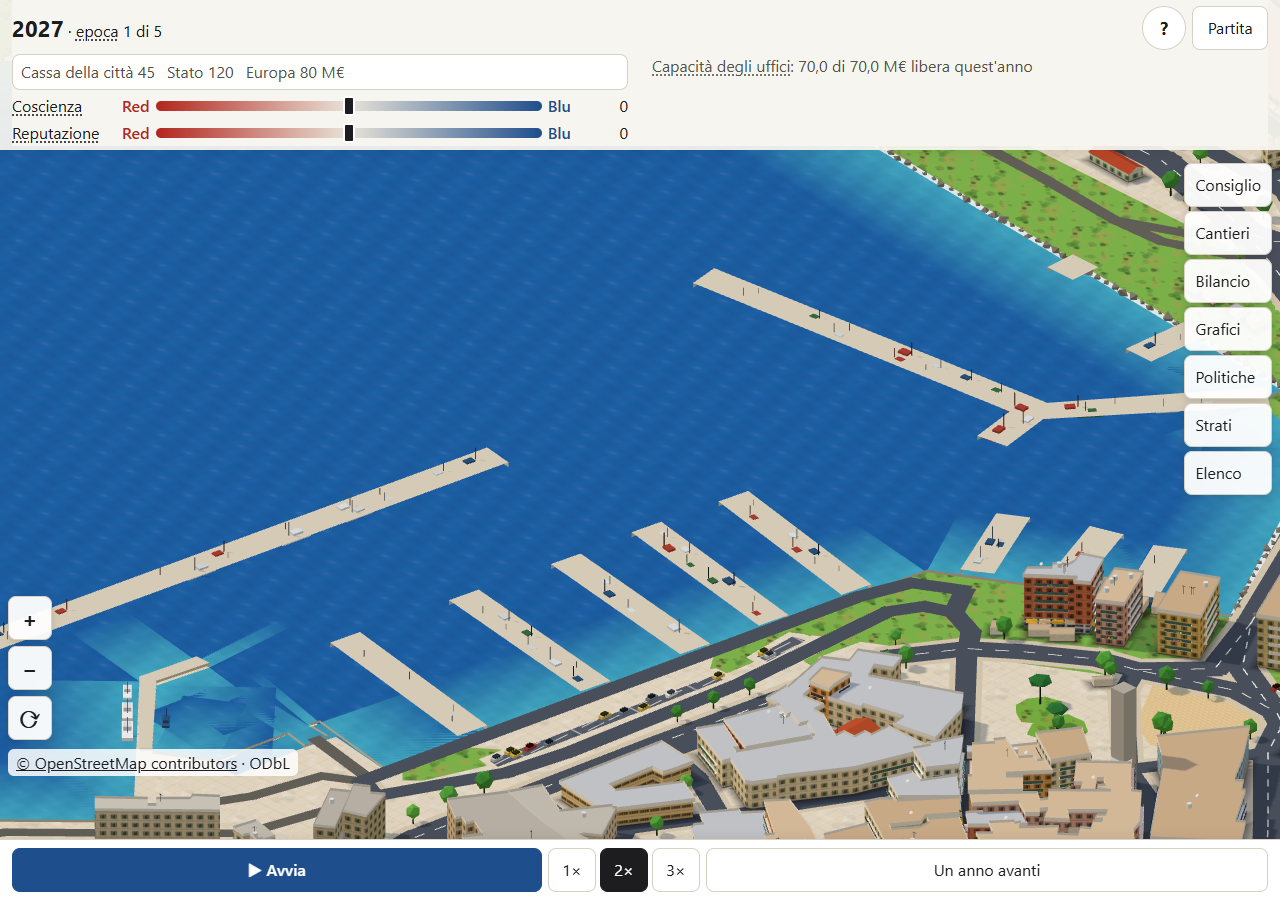 2027 · epoca 1 di 5
?
Partita
Cassa della città 45 Stato 120 Europa 80 M€
Capacità degli uffici: 70,0 di 70,0 M€ libera quest'anno
Coscienza Red Blu 0
Reputazione Red Blu 0
Consiglio
Cantieri
Bilancio
Grafici
Politiche
Strati
Elenco
+
−
© OpenStreetMap contributors · ODbL
▶ Avvia
1×
2×
3×
Un anno avanti